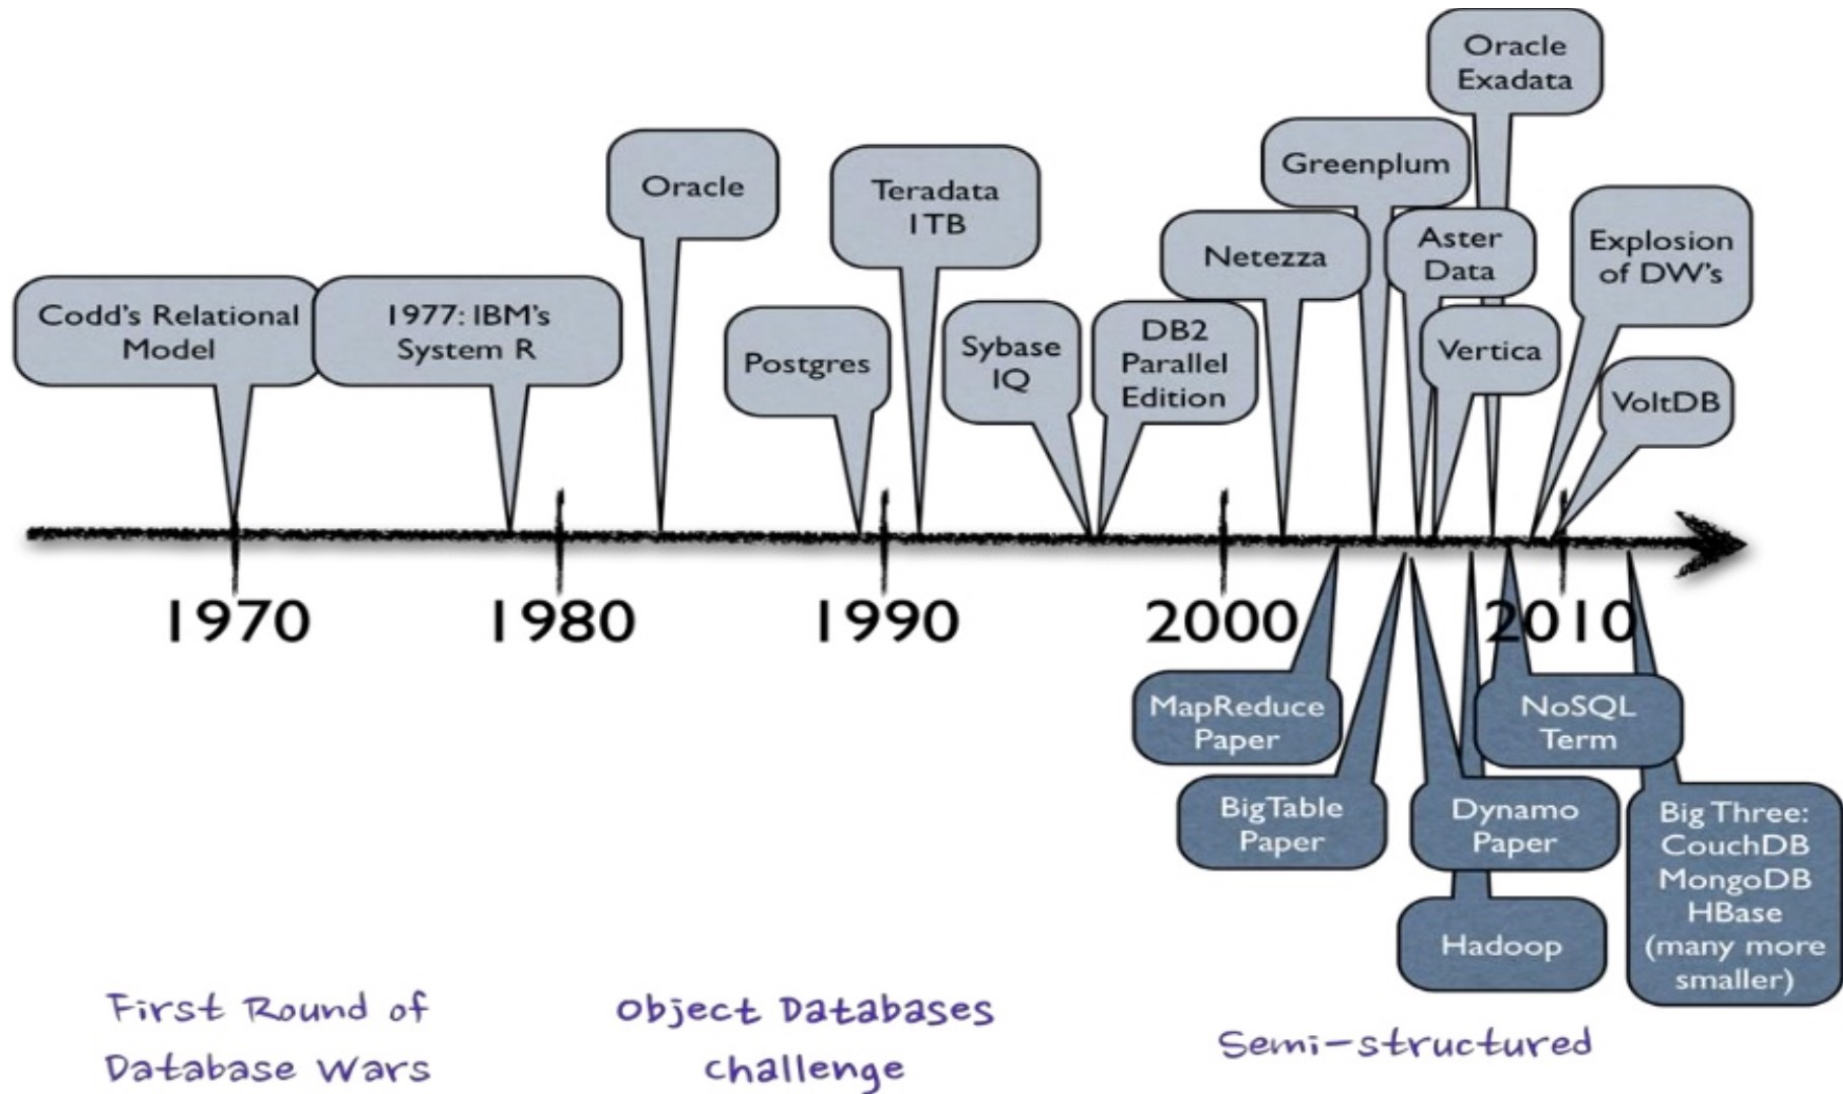 Oracle
Exadata
Greenplum
Oracle
Teradata
1TB
Netezza
Aster
Data
Explosion
of DW's
Codd's Relational
Model
1977: IBM's
System R
Postgres
Sybase
IQ
DB2
Parallel
Edition
Vertica
VoltDB
1970
1980
1990
2000
2010
MapReduce
Paper
NoSQL
Term
BigTable
Paper
Dynamo
Paper
Big Three:
CouchDB
MongoDB
HBase
(many more
smaller)
Hadoop
First Round of
Database Wars
Object Databases
Challenge
Semi-structured